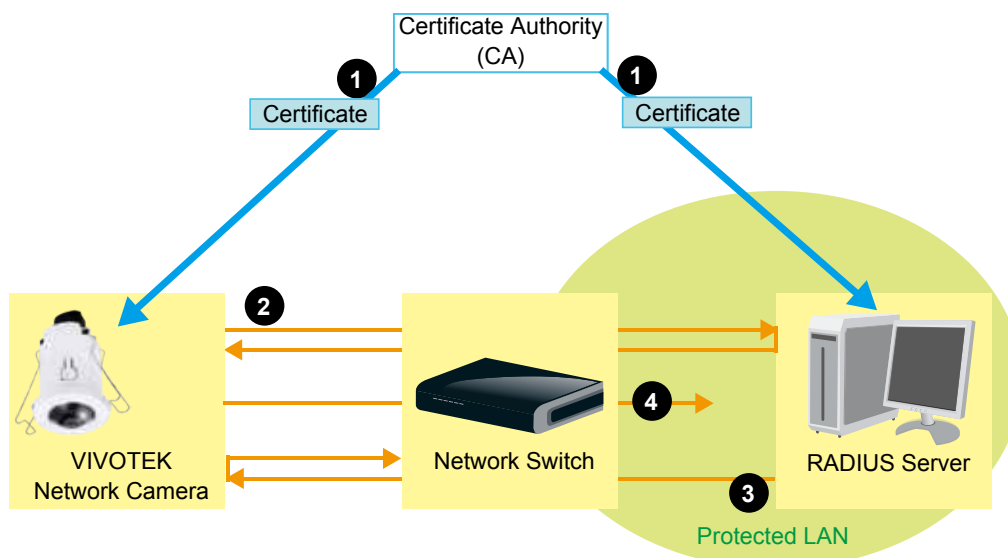 Certificate Authority
(CA)
1
1
Certificate
Certificate
2
4
VIVOTEK
Network Camera
Network Switch
RADIUS Server
3
Protected LAN